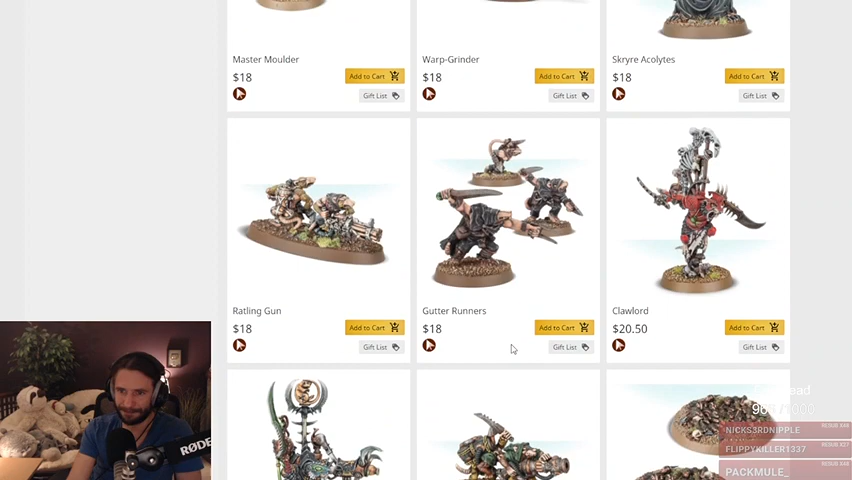 Master Moulder
$18
Add to Cart
Gift List
Warp-Grinder
$18
Add to Cart
Gift List
Skryre Acolytes
$18
Add to Cart
Gift List
Ratling Gun
$18
Add to Cart
Gift List
Gutter Runners
$18
Add to Cart
Gift List
Clawlord
$20.50
Add to Cart
Gift List
RØDE
NICKS3RDNIPPLE
FLIPPYKILLER1337
PACKMULE_